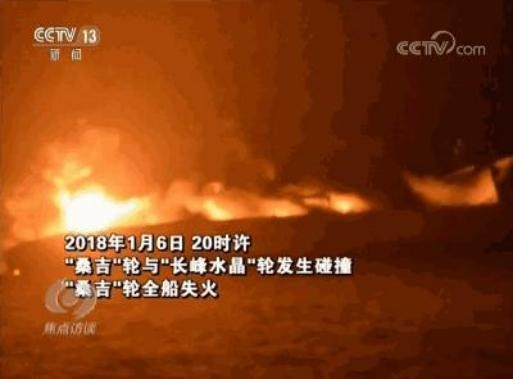 CCTV 13
新闻
CCTV.com
2018年1月6日 20时许
"桑吉"轮与"长峰水晶"轮发生碰撞
"桑吉"轮全船失火
焦点访谈